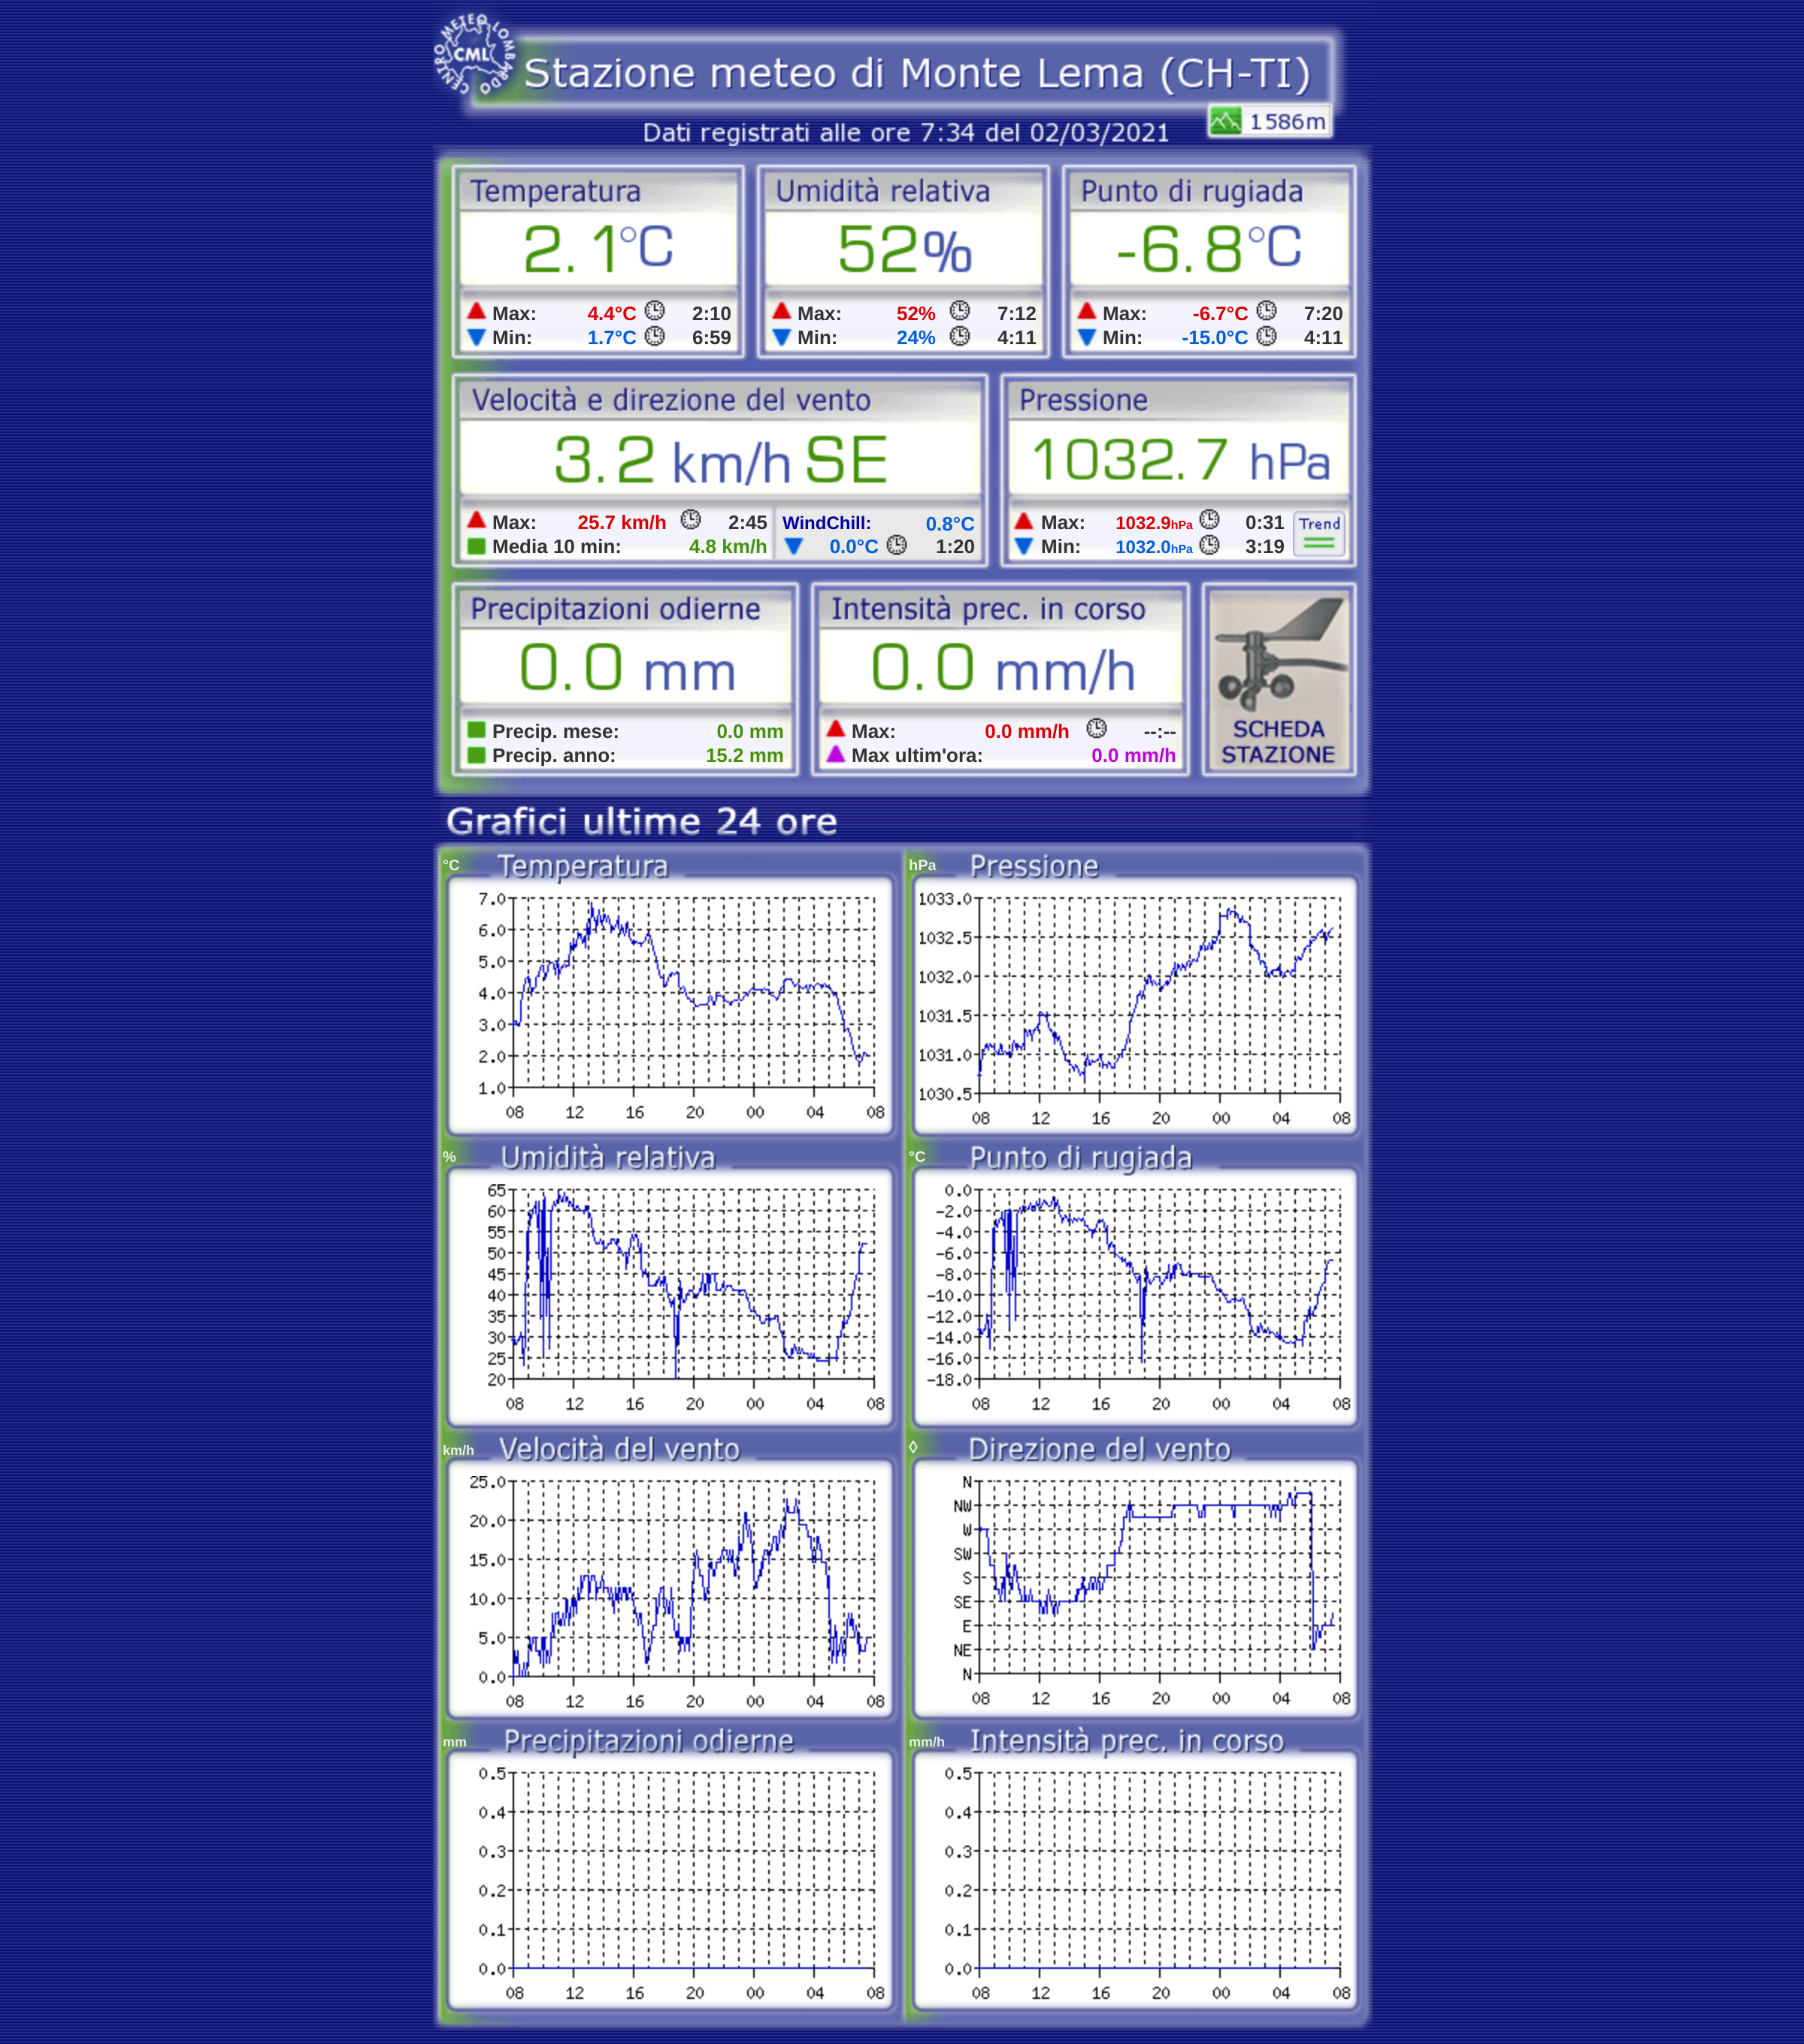 CENTRO METEO LOMBARDO
CML
Stazione meteo di Monte Lema (CH-TI)
1586m
Dati registrati alle ore 7:34 del 02/03/2021
Temperatura Umidità relativa Punto di rugiada
2.1°C 52% -6.8°C
Max: 4.4°C 2:10 Max: 52% 7:12 Max: -6.7°C 7:20
Min: 1.7°C 6:59 Min: 24% 4:11 Min: -15.0°C 4:11
Velocità e direzione del vento Pressione
3.2 km/h SE 1032.7 hPa
Max: 25.7 km/h 2:45 WindChill: 0.8°C Max: 1032.9hPa 0:31 Trend
Media 10 min: 4.8 km/h 0.0°C 1:20 Min: 1032.0hPa 3:19
Precipitazioni odierne Intensità prec. in corso
0.0 mm 0.0 mm/h
Precip. mese: 0.0 mm Max: 0.0 mm/h --:-- SCHEDA
Precip. anno: 15.2 mm Max ultim'ora: 0.0 mm/h STAZIONE
Grafici ultime 24 ore
°C Temperatura
7.0
6.0
5.0
4.0
3.0
2.0
1.0
08 12 16 20 00 04 08
hPa Pressione
1033.0
1032.5
1032.0
1031.5
1031.0
1030.5
08 12 16 20 00 04 08
% Umidità relativa
65
60
55
50
45
40
35
30
25
20
08 12 16 20 00 04 08
°C Punto di rugiada
0.0
-2.0
-4.0
-6.0
-8.0
-10.0
-12.0
-14.0
-16.0
-18.0
08 12 16 20 00 04 08
km/h Velocità del vento
25.0
20.0
15.0
10.0
5.0
0.0
08 12 16 20 00 04 08
◊ Direzione del vento
N
NW
W
SW
S
SE
E
NE
N
08 12 16 20 00 04 08
mm Precipitazioni odierne
0.5
0.4
0.3
0.2
0.1
0.0
08 12 16 20 00 04 08
mm/h Intensità prec. in corso
0.5
0.4
0.3
0.2
0.1
0.0
08 12 16 20 00 04 08